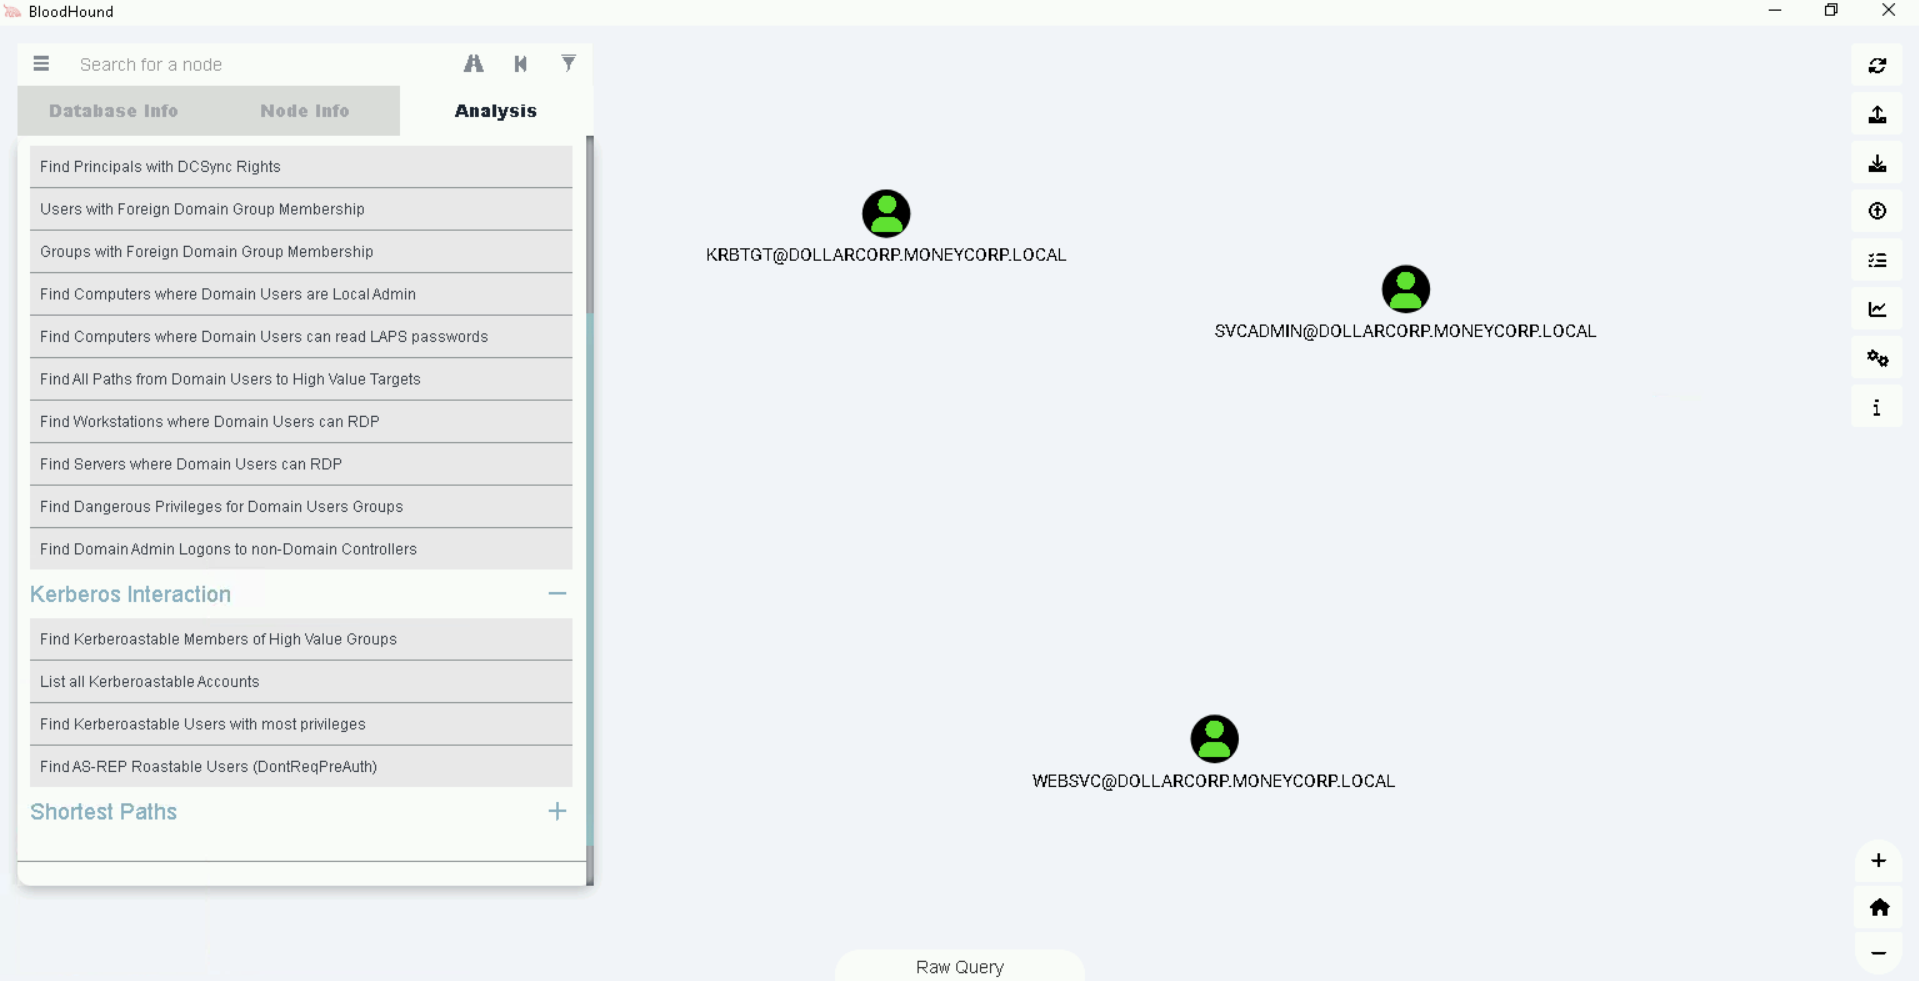 BloodHound
Search for a node
Database Info Node Info Analysis
Find Principals with DCSync Rights
Users with Foreign Domain Group Membership
Groups with Foreign Domain Group Membership
Find Computers where Domain Users are Local Admin
Find Computers where Domain Users can read LAPS passwords
Find All Paths from Domain Users to High Value Targets
Find Workstations where Domain Users can RDP
Find Servers where Domain Users can RDP
Find Dangerous Privileges for Domain Users Groups
Find Domain Admin Logons to non-Domain Controllers
Kerberos Interaction
Find Kerberoastable Members of High Value Groups
List all Kerberoastable Accounts
Find Kerberoastable Users with most privileges
Find AS-REP Roastable Users (DontReqPreAuth)
Shortest Paths
KRBTGT@DOLLARCORP.MONEYCORP.LOCAL
SVCADMIN@DOLLARCORP.MONEYCORP.LOCAL
WEBSVC@DOLLARCORP.MONEYCORP.LOCAL
Raw Query